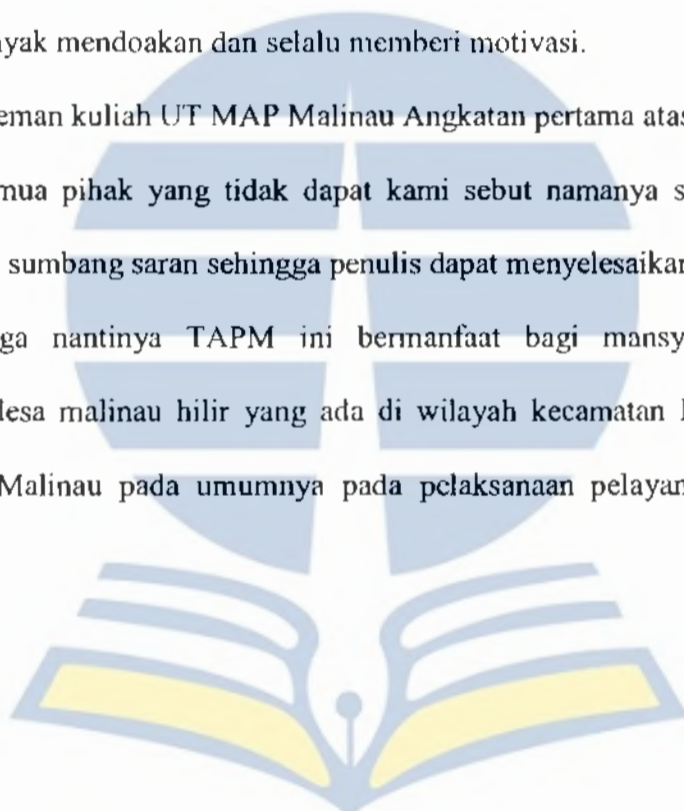 yak mendoakan dan selalu memberi motivasi.
eman kuliah UT MAP Malinau Angkatan pertama atas
mua pihak yang tidak dapat kami sebut namanya s
sumbang saran sehingga penulis dapat menyelesaikan
ga nantinya TAPM ini bermanfaat bagi mansy
lesa malinau hilir yang ada di wilayah kecamatan
Malinau pada umumnya pada pelaksanaan pelayan